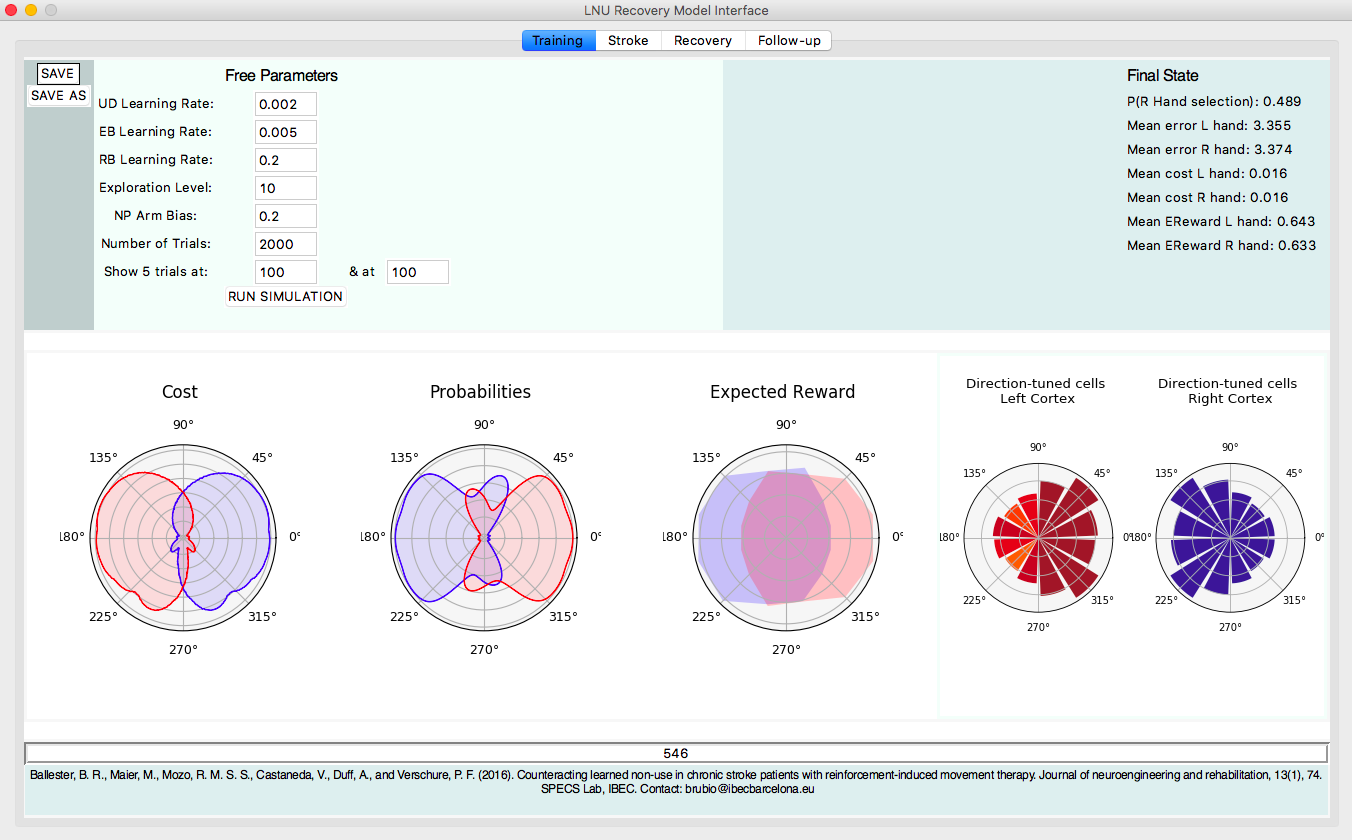 LNU Recovery Model Interface
Training Stroke Recovery Follow-up
SAVE
SAVE AS
Free Parameters
UD Learning Rate: 0.002
EB Learning Rate: 0.005
RB Learning Rate: 0.2
Exploration Level: 10
NP Arm Bias: 0.2
Number of Trials: 2000
Show 5 trials at: 100 & at 100
RUN SIMULATION
Final State
P(R Hand selection): 0.489
Mean error L hand: 3.355
Mean error R hand: 3.374
Mean cost L hand: 0.016
Mean cost R hand: 0.016
Mean EReward L hand: 0.643
Mean EReward R hand: 0.633
Cost
90°
135° 45°
180° 0°
225° 315°
270°
Probabilities
90°
135° 45°
180° 0°
225° 315°
270°
Expected Reward
90°
135° 45°
180° 0°
225° 315°
270°
Direction-tuned cells
Left Cortex
90°
135° 45°
180° 0°
225° 315°
270°
Direction-tuned cells
Right Cortex
90°
135° 45°
180° 0°
225° 315°
270°
546
Ballester, B. R., Maier, M., Mozo, R. M. S. S., Castaneda, V., Duff, A., and Verschure, P. F. (2016). Counteracting learned non-use in chronic stroke patients with reinforcement-induced movement therapy. Journal of neuroengineering and rehabilitation, 13(1), 74.
SPECS Lab, IBEC. Contact: brubio@ibecbarcelona.eu